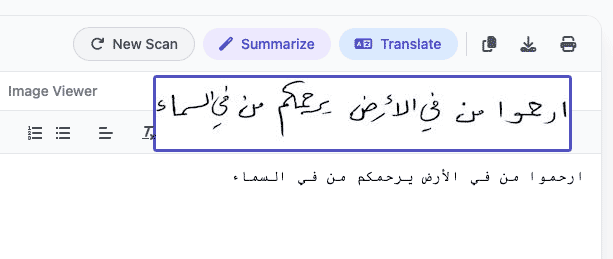 New Scan Summarize Translate
Image Viewer
ارحموا من في الأرض يرحمكم من في السماء
ارحموا من في الأرض يرحمكم من في السماء